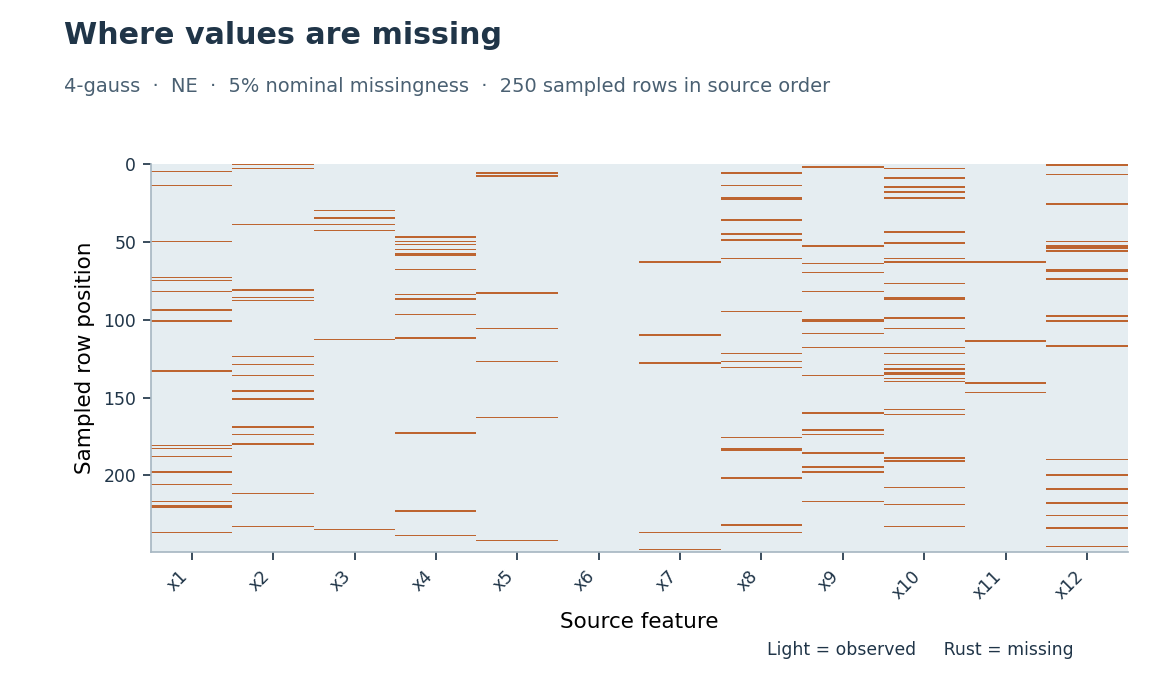 Where values are missing
4-gauss · NE · 5% nominal missingness · 250 sampled rows in source order
0
50
100
150
200
Sampled row position
x1 x2 x3 x4 x5 x6 x7 x8 x9 x10 x11 x12
Source feature
Light = observed Rust = missing